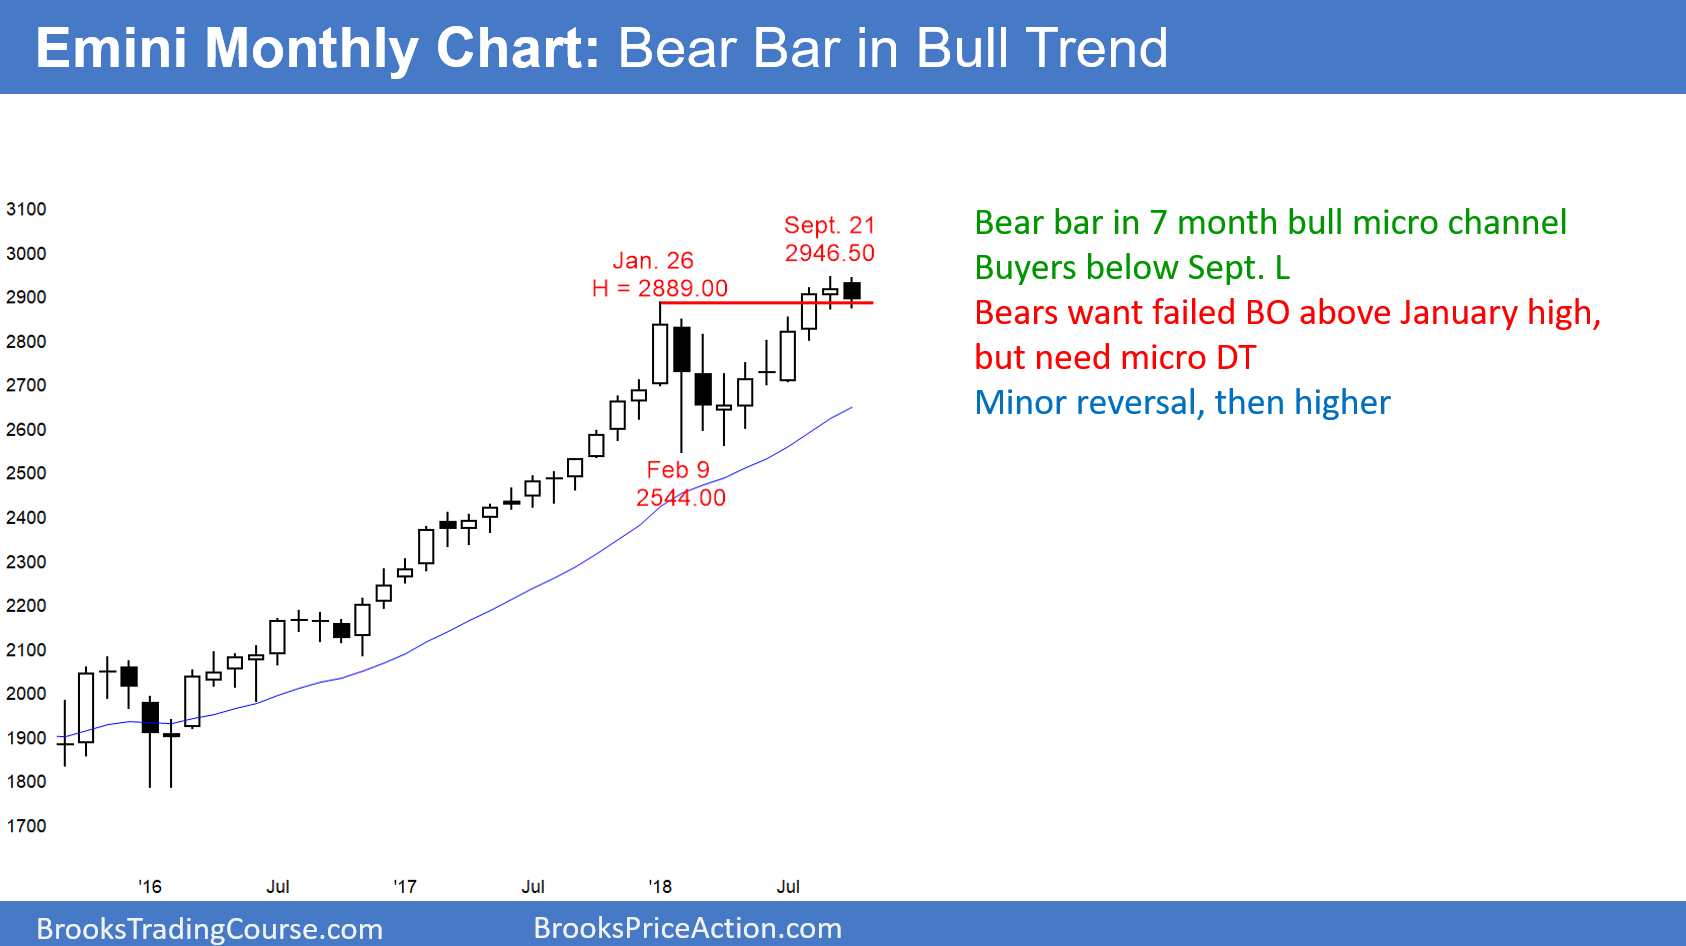 Emini Monthly Chart: Bear Bar in Bull Trend
3100
3000
2900
2800
2700
2600
2500
2400
2300
2200
2100
2000
1900
1800
1700
Sept. 21
2946.50
Jan. 26
H = 2889.00
Feb 9
2544.00
'16
Jul
'17
Jul
'18
Jul
Bear bar in 7 month bull micro channel
Buyers below Sept. L
Bears want failed BO above January high,
but need micro DT
Minor reversal, then higher
BrooksTradingCourse.com
BrooksPriceAction.com